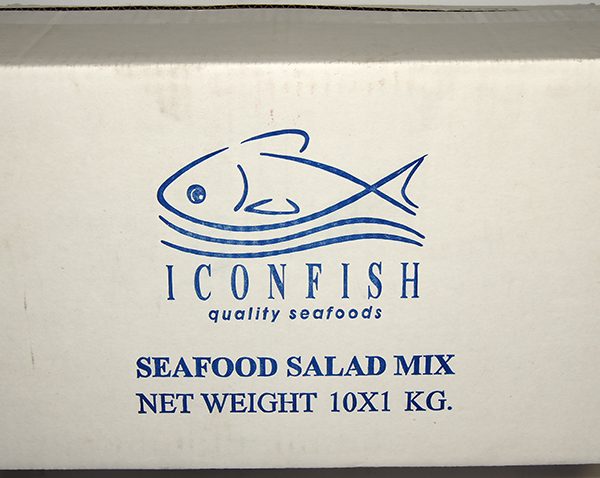 ICONFISH
quality seafoods
SEAFOOD SALAD MIX
NET WEIGHT 10X1 KG.